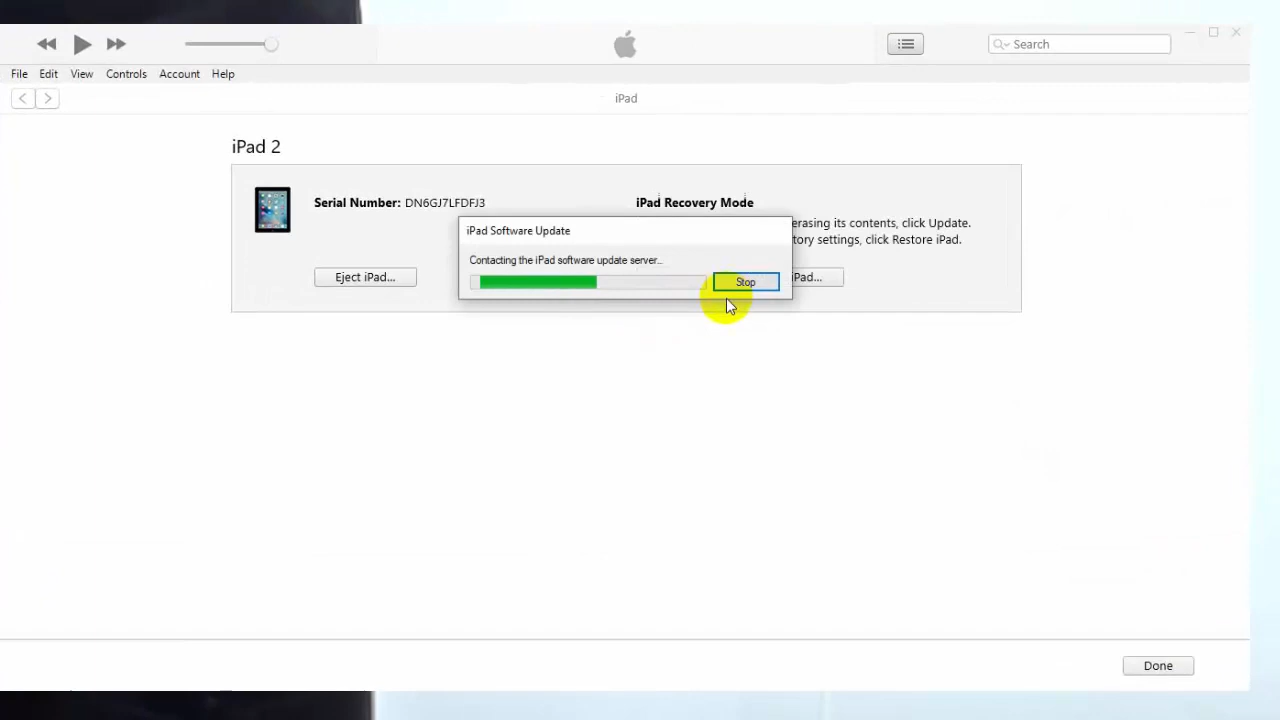 Search
File Edit View Controls Account Help
iPad
iPad 2
Serial Number: DN6GJ7LFDFJ3
iPad Recovery Mode
erasing its contents, click Update.
tory settings, click Restore iPad.
iPad Software Update
Contacting the iPad software update server...
Stop
Eject iPad...
iPad...
Done